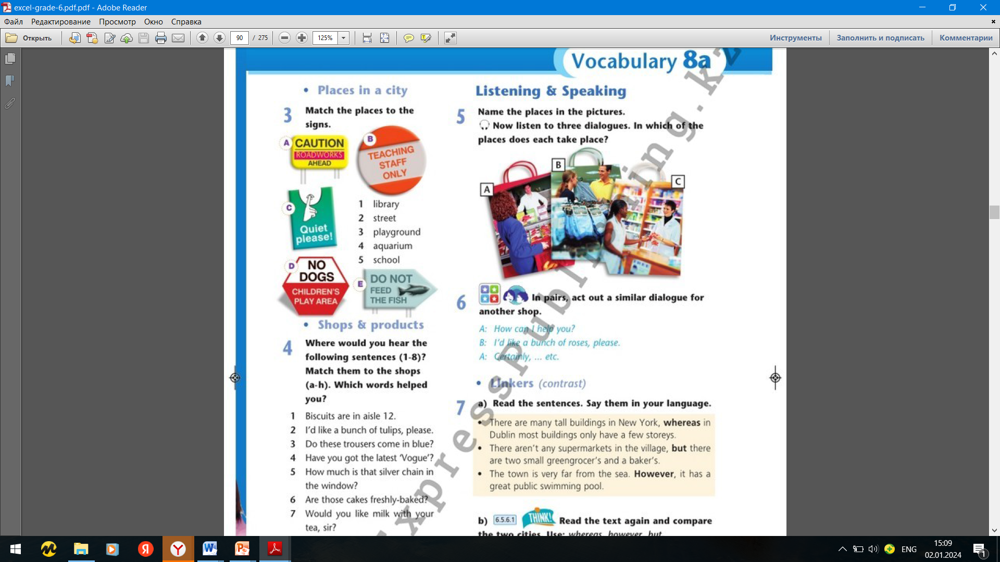 excel-grade-6.pdf.pdf - Adobe Reader
Файл Редактирование Просмотр Окно Справка
Открыть 90 / 275 125% Инструменты Заполнить и подписать Комментарии
Vocabulary 8a
• Places in a city
3 Match the places to the
signs.
A CAUTION
ROADWORKS
AHEAD
B TEACHING
STAFF
ONLY
C Quiet
please!
1 library
2 street
3 playground
4 aquarium
5 school
D NO
DOGS
CHILDREN'S
PLAY AREA
E DO NOT
FEED
THE FISH
• Shops & products
4 Where would you hear the
following sentences (1-8)?
Match them to the shops
(a-h). Which words helped
you?
1 Biscuits are in aisle 12.
2 I'd like a bunch of tulips, please.
3 Do these trousers come in blue?
4 Have you got the latest 'Vogue'?
5 How much is that silver chain in
the window?
6 Are those cakes freshly-baked?
7 Would you like milk with your
tea, sir?
Listening & Speaking
5 Name the places in the pictures.
Now listen to three dialogues. In which of the
places does each take place?
A
B
C
FREE
6 In pairs, act out a similar dialogue for
another shop.
A: How can I help you?
B: I'd like a bunch of roses, please.
A: Certainly, ... etc.
• Linkers (contrast)
7 a) Read the sentences. Say them in your language.
• There are many tall buildings in New York, whereas in
Dublin most buildings only have a few storeys.
• There aren't any supermarkets in the village, but there
are two small greengrocer's and a baker's.
• The town is very far from the sea. However, it has a
great public swimming pool.
b) 6.5.6.1 THINK! Read the text again and compare
the two cities. Use: whereas, however, but.
Expresspublishing.kz
ENG
15:09
02.01.2024
1